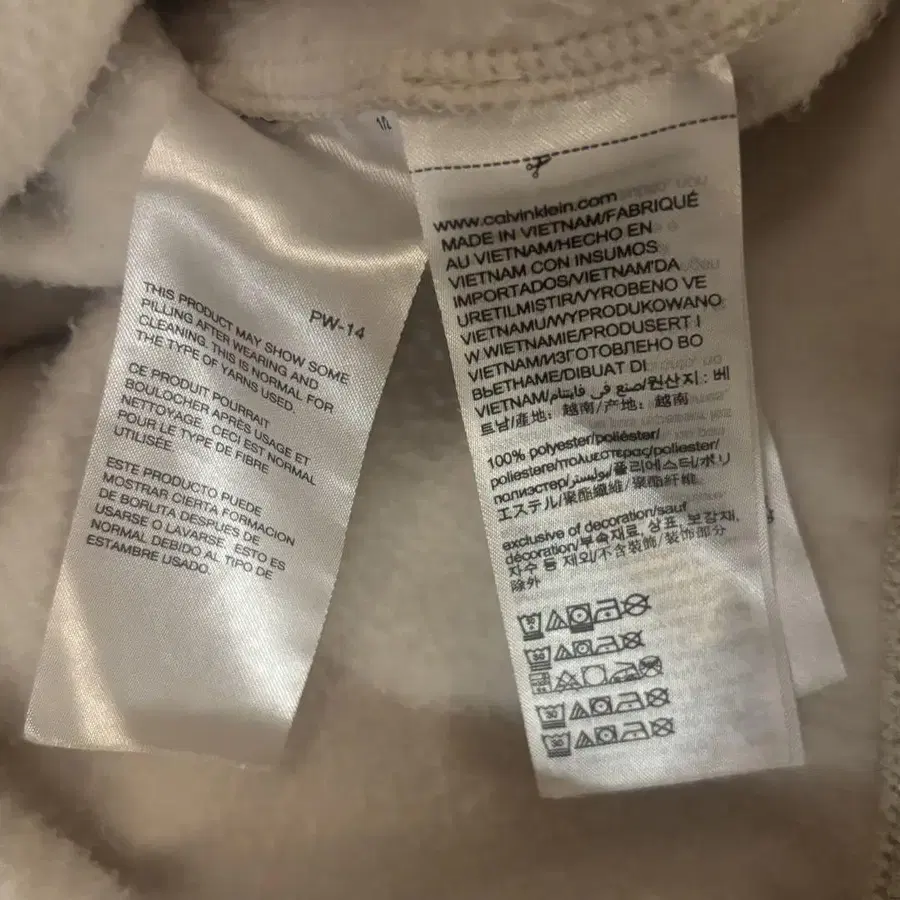 PW-14
THIS PRODUCT MAY SHOW SOME
PILLING AFTER WEARING AND
CLEANING. THIS IS NORMAL FOR
THE TYPE OF YARNS USED.
CE PRODUIT POURRAIT
BOULOCHER APRÈS USAGE ET
NETTOYAGE. CECI EST NORMAL
POUR LE TYPE DE FIBRE
UTILISÉE
ESTE PRODUCTO PUEDE
MOSTRAR CIERTA FORMACION
DE BORLITA DESPUES DE
USARSE O LAVARSE. ESTO ES
NORMAL DEBIDO AL TIPO DE
ESTAMBRE USADO.
www.calvinklein.com
MADE IN VIETNAM/FABRIQUÉ
AU VIETNAM/HECHO EN
VIETNAM CON INSUMOS
IMPORTADOS/VIETNAM'DA
URETILMISTIR/VYROBENO VE
VIETNAMU/WYPRODUKOWANO
W WIETNAMIE/PRODUSERT I
VIETNAM/ИЗГОТОВЛЕНО ВО
ВЬЕТНАМЕ/DIBUAT DI
VIETNAM/صنع في فايتنام/원산지 : 베
트남/產地：越南/产地：越南
100% polyester/poliéster/
poliestere/πολυεστερας/poliester/
полиэстер/بوليستر/폴리에스터/ポリ
エステル/聚酯纖維/聚酯纤维
exclusive of decoration/sauf
décoration/부속재료, 상표, 보강재,
자수 등 제외/不含裝飾/装饰部分
除外